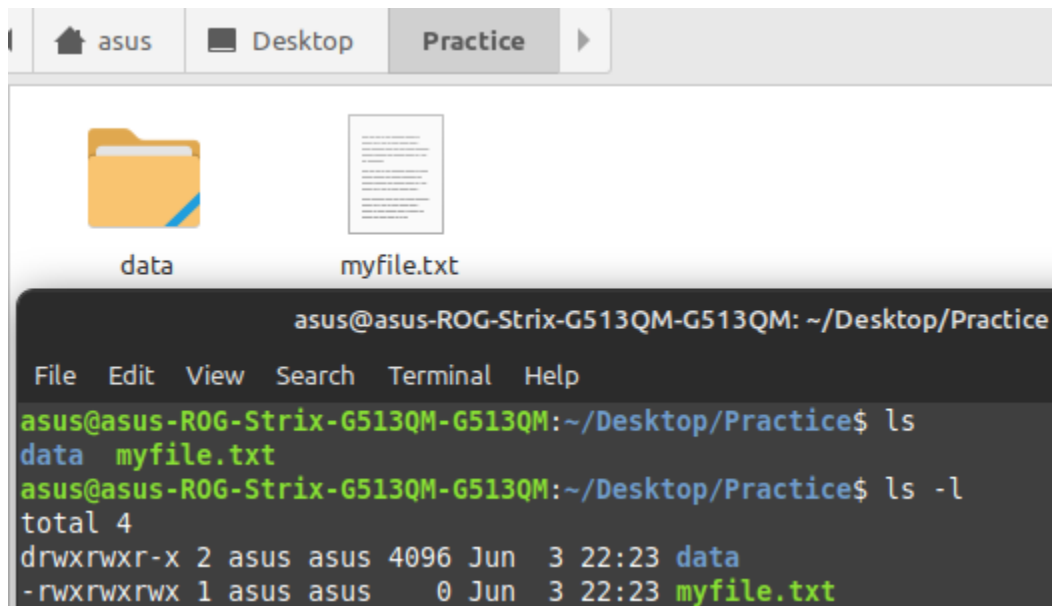 asus Desktop Practice
data myfile.txt
asus@asus-ROG-Strix-G513QM-G513QM: ~/Desktop/Practice
File Edit View Search Terminal Help
asus@asus-ROG-Strix-G513QM-G513QM:~/Desktop/Practice$ ls
data  myfile.txt
asus@asus-ROG-Strix-G513QM-G513QM:~/Desktop/Practice$ ls -l
total 4
drwxrwxr-x 2 asus asus 4096 Jun  3 22:23 data
-rwxrwxrwx 1 asus asus    0 Jun  3 22:23 myfile.txt